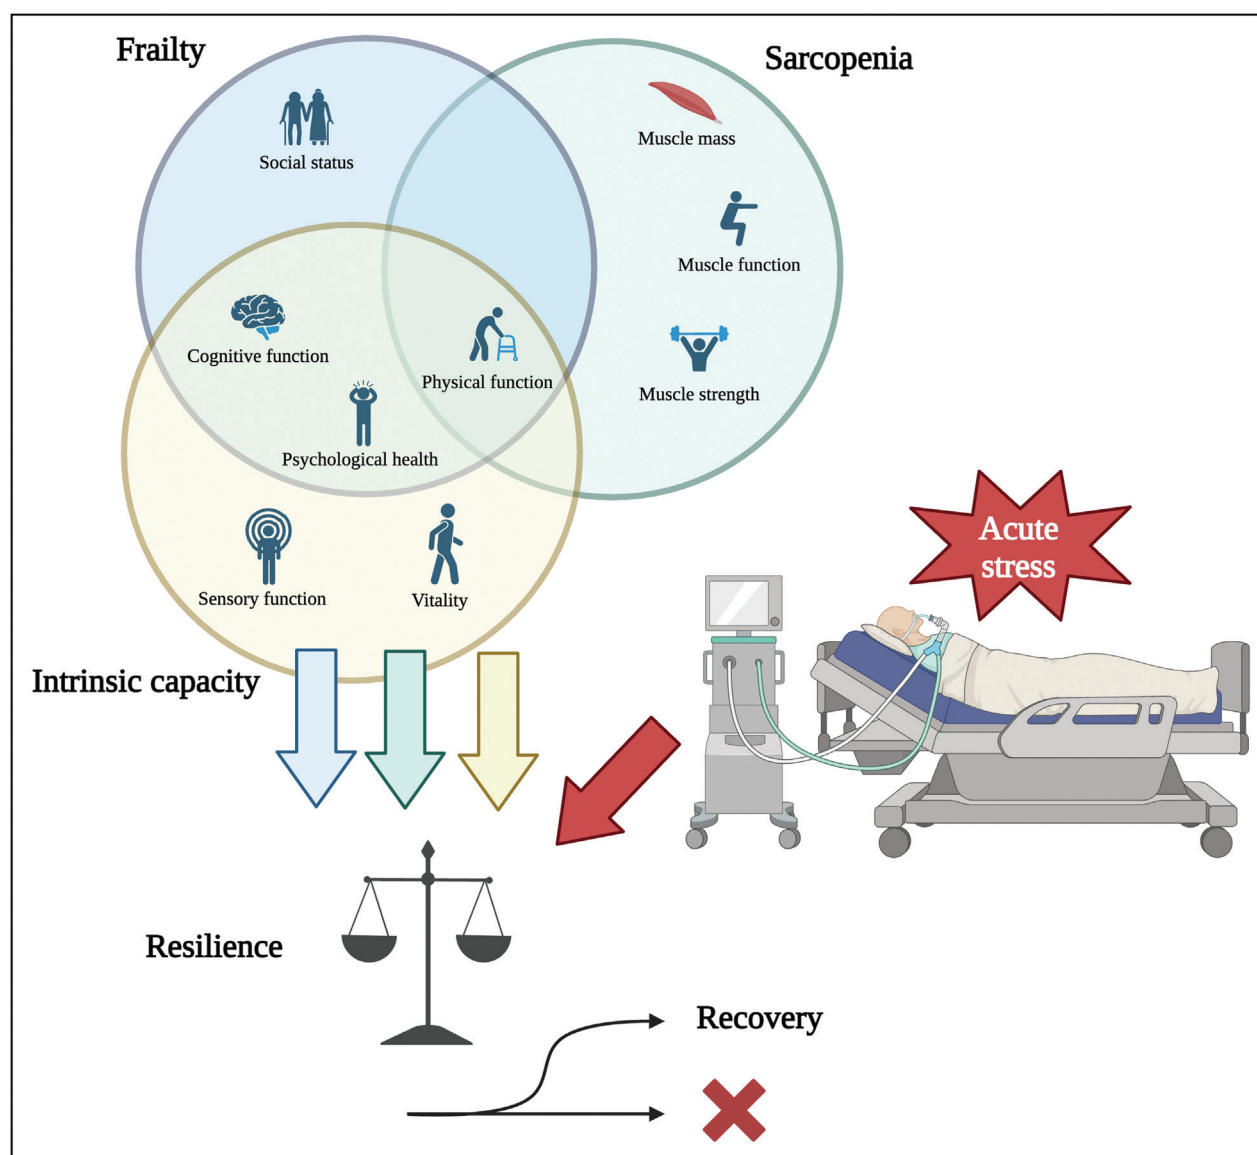 Frailty
Sarcopenia
Social status
Muscle mass
Muscle function
Cognitive function
Physical function
Muscle strength
Psychological health
Sensory function
Vitality
Acute
stress
Intrinsic capacity
Resilience
Recovery